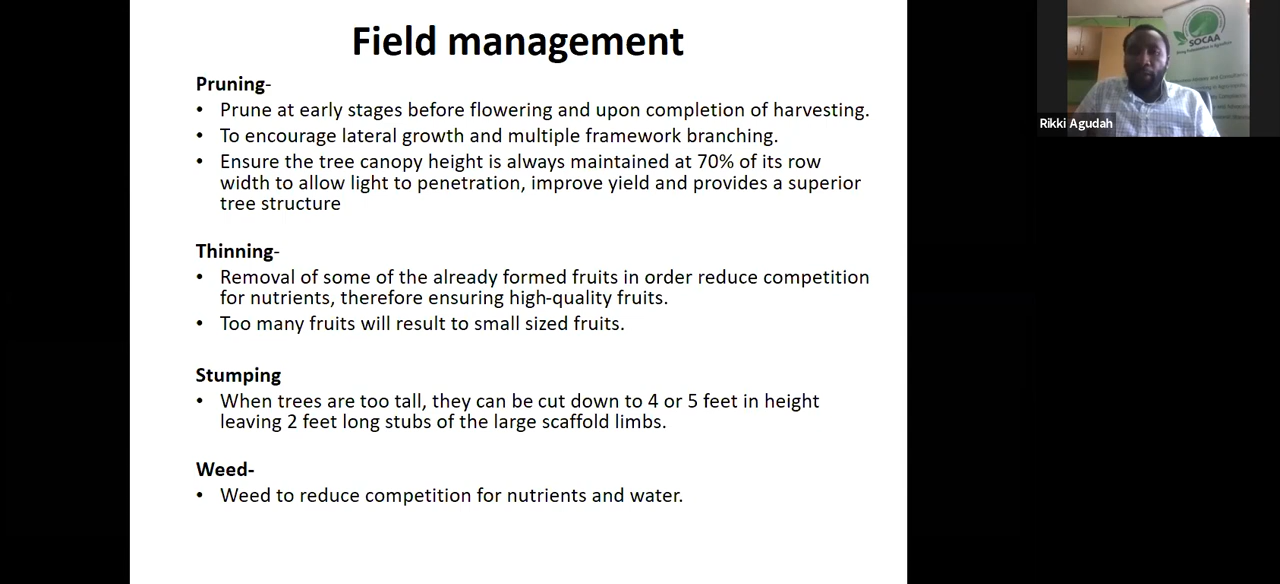 Field management
Pruning-
• Prune at early stages before flowering and upon completion of harvesting.
• To encourage lateral growth and multiple framework branching.
• Ensure the tree canopy height is always maintained at 70% of its row
width to allow light to penetration, improve yield and provides a superior
tree structure
Thinning-
• Removal of some of the already formed fruits in order reduce competition
for nutrients, therefore ensuring high-quality fruits.
• Too many fruits will result to small sized fruits.
Stumping
• When trees are too tall, they can be cut down to 4 or 5 feet in height
leaving 2 feet long stubs of the large scaffold limbs.
Weed-
• Weed to reduce competition for nutrients and water.
SOCAA
Rikki Agudah